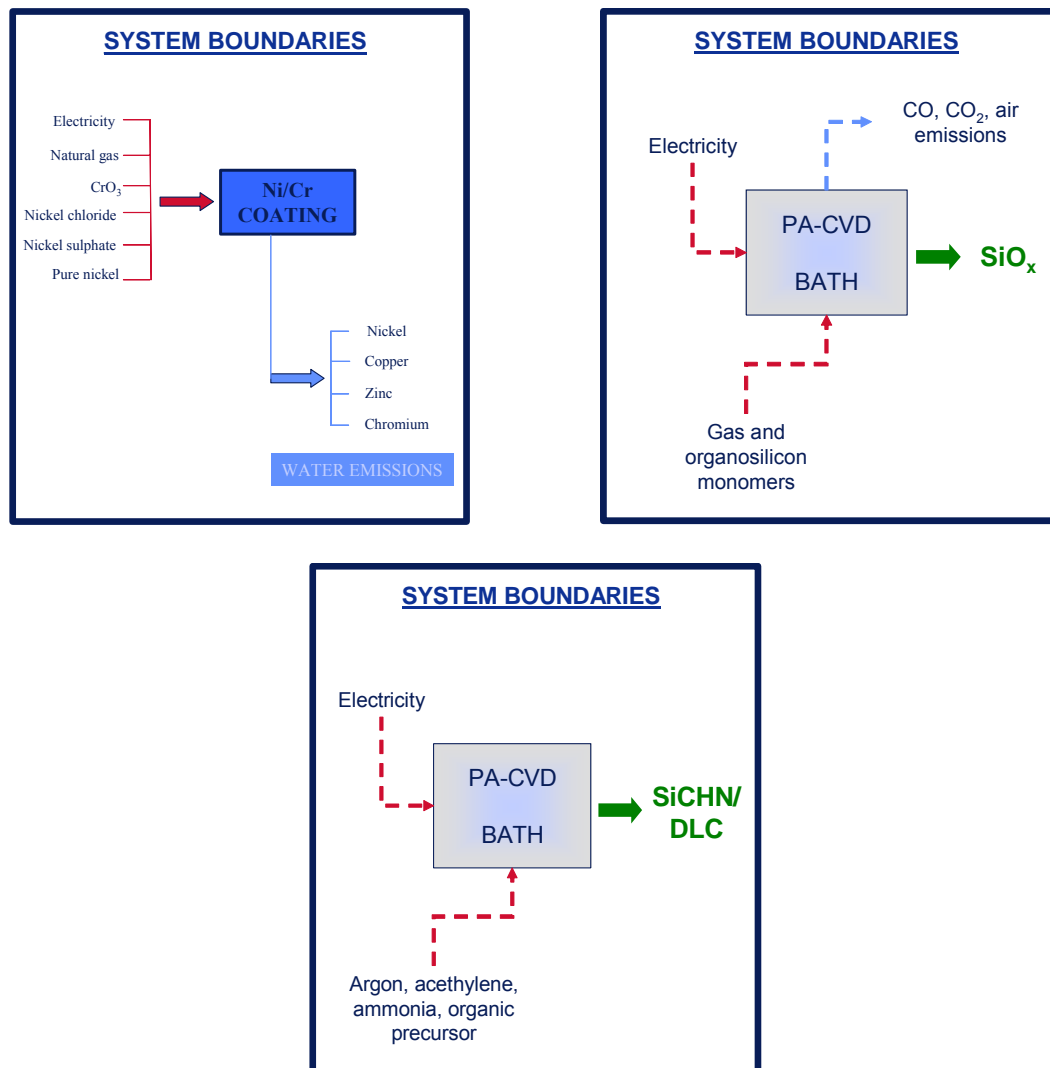 SYSTEM BOUNDARIES
Electricity
Natural gas
CrO₃
Nickel chloride
Nickel sulphate
Pure nickel
Ni/Cr
COATING
Nickel
Copper
Zinc
Chromium
WATER EMISSIONS
SYSTEM BOUNDARIES
CO, CO₂, air
emissions
Electricity
PA-CVD
BATH
SiOₓ
Gas and
organosilicon
monomers
SYSTEM BOUNDARIES
Electricity
PA-CVD
BATH
SiCHN/
DLC
Argon, acethylene,
ammonia, organic
precursor